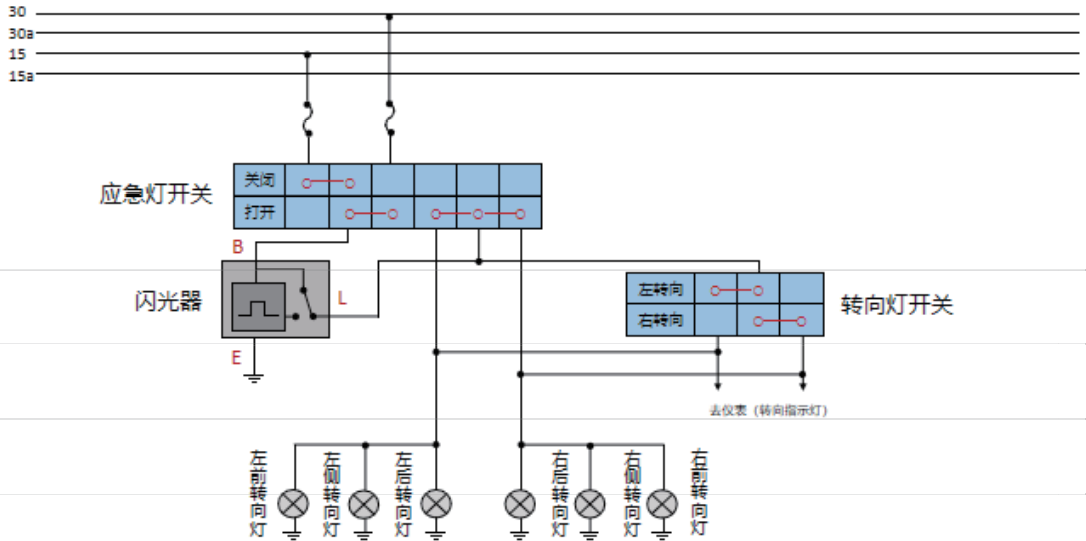 30
30a
15
15a
应急灯开关
关闭
打开
B
闪光器
L
E
左转向
右转向
转向灯开关
去仪表（转向指示灯）
左前转向灯
左侧转向灯
左后转向灯
右后转向灯
右侧转向灯
右前转向灯